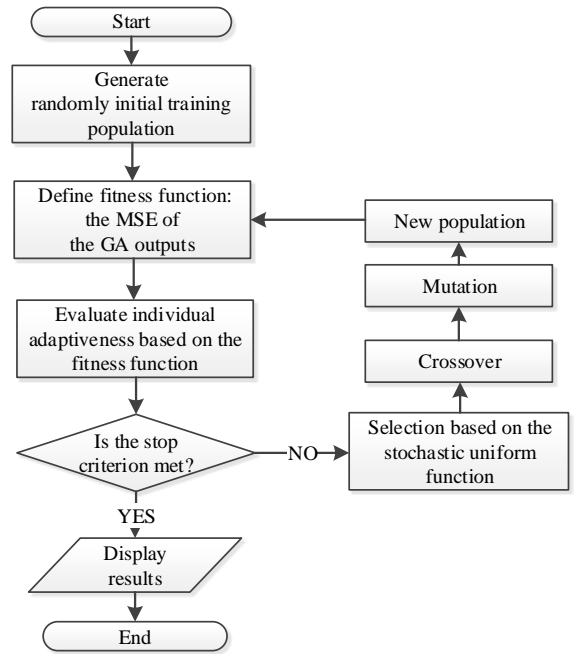 Start
Generate
randomly initial training
population
Define fitness function:
the MSE of
the GA outputs
New population
Mutation
Evaluate individual
adaptiveness based on the
fitness function
Crossover
Is the stop
criterion met?
NO
Selection based on the
stochastic uniform
function
YES
Display
results
End